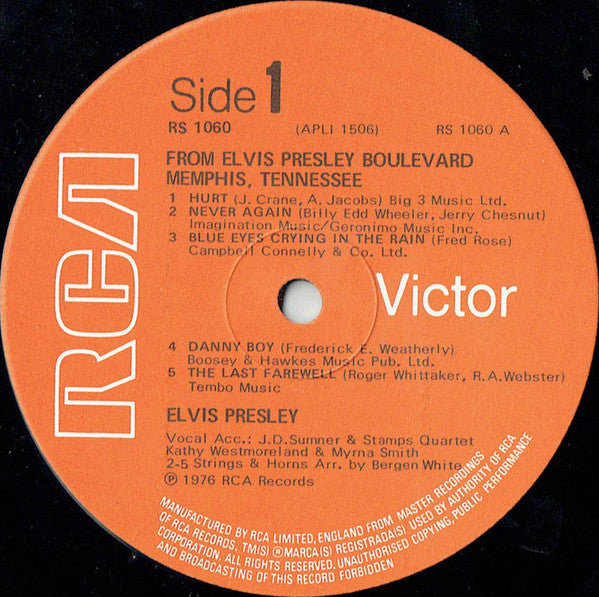 Side 1
RS 1060 (APLI 1506) RS 1060 A
FROM ELVIS PRESLEY BOULEVARD
MEMPHIS, TENNESSEE
1 HURT (J. Crane, A. Jacobs) Big 3 Music Ltd.
2 NEVER AGAIN (Billy Edd Wheeler, Jerry Chesnut)
Imagination Music/Geronimo Music Inc.
3 BLUE EYES CRYING IN THE RAIN (Fred Rose)
Campbell Connelly & Co. Ltd.
RCA
Victor
4 DANNY BOY (Frederick E. Weatherly)
Boosey & Hawkes Music Pub. Ltd.
5 THE LAST FAREWELL (Roger Whittaker, R.A.Webster)
Tembo Music
ELVIS PRESLEY
Vocal Acc.: J.D.Sumner & Stamps Quartet
Kathy Westmoreland & Myrna Smith
2-5 Strings & Horns Arr. by Bergen White
℗ 1976 RCA Records
MANUFACTURED BY RCA LIMITED, ENGLAND FROM MASTER RECORDINGS
OF RCA RECORDS, TM(S) ® MARCA(S) REGISTRADA(S) USED BY AUTHORITY OF RCA
CORPORATION. ALL RIGHTS RESERVED. UNAUTHORISED COPYING, PUBLIC PERFORMANCE
AND BROADCASTING OF THIS RECORD FORBIDDEN